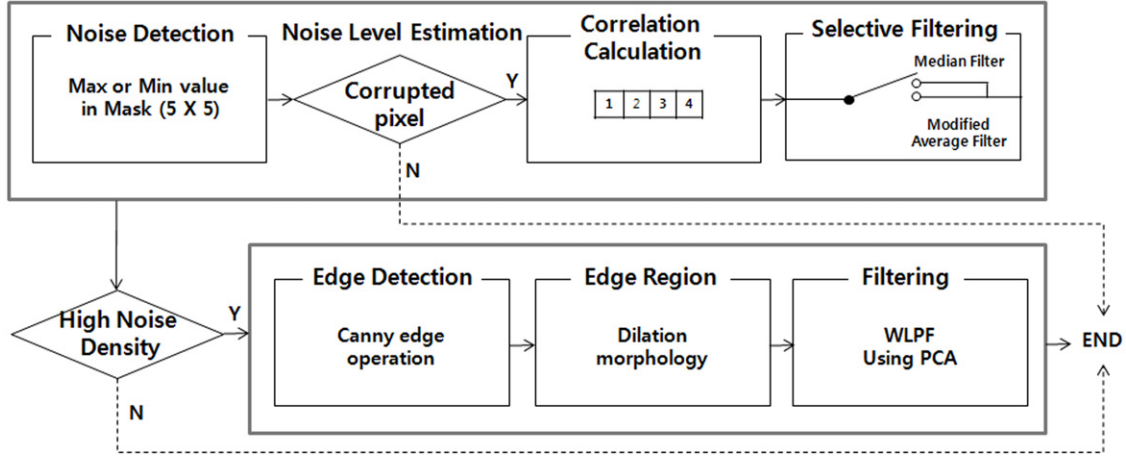 Noise Detection
Max or Min value
in Mask (5 X 5)
Noise Level Estimation
Corrupted
pixel
Y
N
Correlation
Calculation
1 2 3 4
Selective Filtering
Median Filter
Modified
Average Filter
High Noise
Density
Y
N
Edge Detection
Canny edge
operation
Edge Region
Dilation
morphology
Filtering
WLPF
Using PCA
END